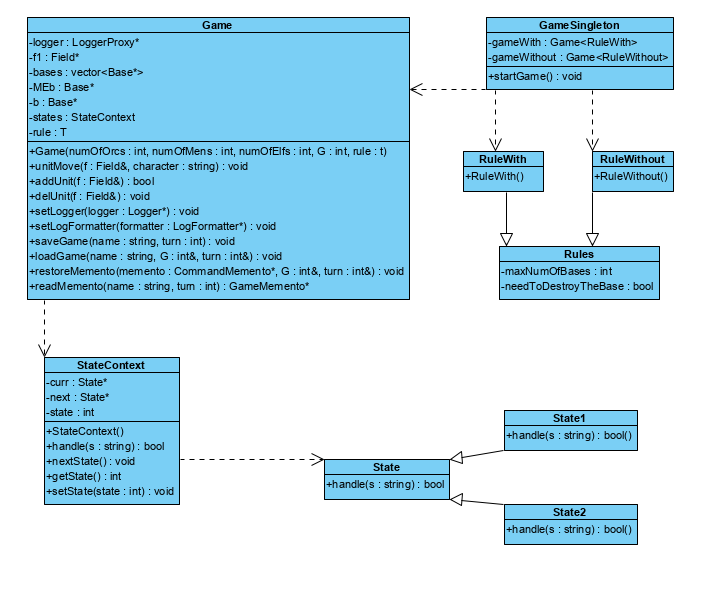 Game
-logger : LoggerProxy*
-f1 : Field*
-bases : vector<Base*>
-MEb : Base*
-b : Base*
-states : StateContext
-rule : T
+Game(numOfOrcs : int, numOfMens : int, numOfElfs : int, G : int, rule : t)
+unitMove(f : Field&, character : string) : void
+addUnit(f : Field&) : bool
+delUnit(f : Field&) : void
+setLogger(logger : Logger*) : void
+setLogFormatter(formatter : LogFormatter*) : void
+saveGame(name : string, turn : int) : void
+loadGame(name : string, G : int&, turn : int&) : void
+restoreMemento(memento : CommandMemento*, G : int&, turn : int&) : void
+readMemento(name : string, turn : int) : GameMemento*
GameSingleton
-gameWith : Game<RuleWith>
-gameWithout : Game<RuleWithout>
+startGame() : void
RuleWith
+RuleWith()
RuleWithout
+RuleWithout()
Rules
-maxNumOfBases : int
-needToDestroyTheBase : bool
StateContext
-curr : State*
-next : State*
-state : int
+StateContext()
+handle(s : string) : bool
+nextState() : void
+getState() : int
+setState(state : int) : void
State
+handle(s : string) : bool
State1
+handle(s : string) : bool()
State2
+handle(s : string) : bool()